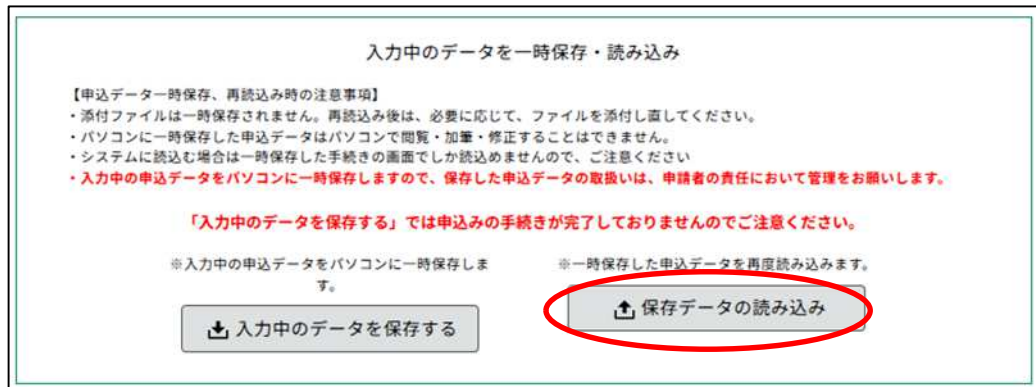 入力中のデータを一時保存・読み込み
【申込データ一時保存、再読込み時の注意事項】
・添付ファイルは一時保存されません。再読込み後は、必要に応じて、ファイルを添付し直してください。
・パソコンに一時保存した申込データはパソコンで閲覧・加筆・修正することはできません。
・システムに読込む場合は一時保存した手続きの画面でしか読込めませんので、ご注意ください
・入力中の申込データをパソコンに一時保存しますので、保存した申込データの取扱いは、申請者の責任において管理をお願いします。
「入力中のデータを保存する」では申込みの手続きが完了しておりませんのでご注意ください。
※入力中の申込データをパソコンに一時保存しま
す。
入力中のデータを保存する
※一時保存した申込データを再度読み込みます。
保存データの読み込み